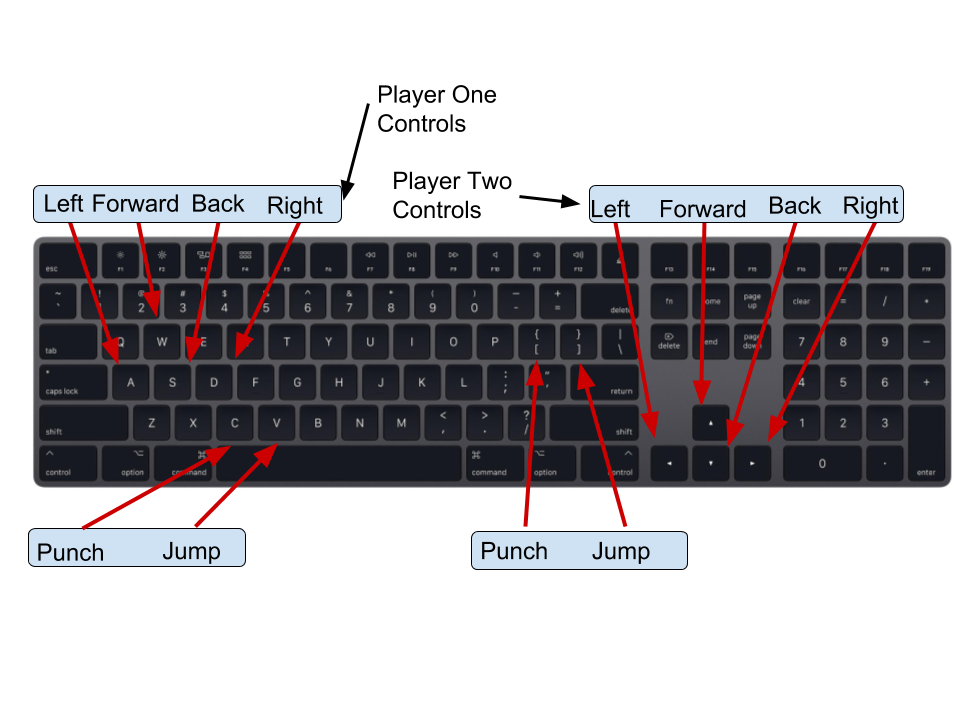 Player One
Controls
Player Two
Controls
Left Forward Back Right
Left Forward Back Right
esc F1 F2 F3 F4 F5 F6 F7 F8 F9 F10 F11 F12 F13 F14 F15 F16 F17 F18 F19
~ ! @ # $ % ^ & * ( ) _ +
` 2 3 4 5 6 7 8 9 0 - = delete fn home page up clear = / *
tab Q W E T Y U I O P { [ } ] | \ delete end page down 7 8 9 −
caps lock A S D F G H J K L : ; " ' return 4 5 6 +
shift Z X C V B N M < , > . ? / shift ▲ 1 2 3
control option command ⌘ ⌘ command option control ◄ ▼ ► 0 . enter
Punch Jump
Punch Jump